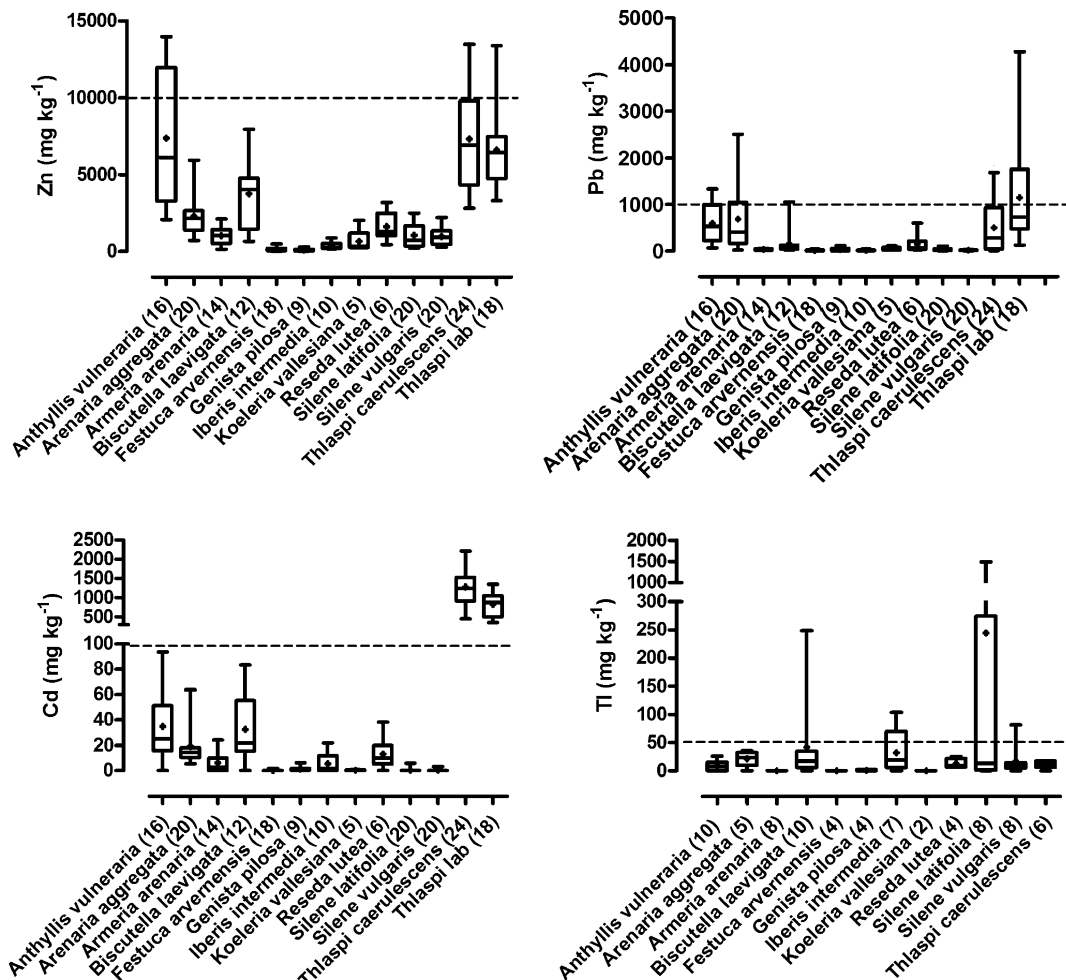 Zn (mg kg-1)
15000
10000
5000
0
Anthyllis vulneraria (16)
Arenaria aggregata (20)
Armeria arenaria (14)
Biscutella laevigata (12)
Festuca arvernensis (18)
Genista pilosa (9)
Iberis intermedia (10)
Koeleria vallesiana (5)
Reseda lutea (6)
Silene latifolia (20)
Silene vulgaris (20)
Thlaspi caerulescens (24)
Thlaspi lab (18)
Pb (mg kg-1)
5000
4000
3000
2000
1000
0
Anthyllis vulneraria (16)
Arenaria aggregata (20)
Armeria arenaria (14)
Biscutella laevigata (12)
Festuca arvernensis (18)
Genista pilosa (9)
Iberis intermedia (10)
Koeleria vallesiana (5)
Reseda lutea (6)
Silene latifolia (20)
Silene vulgaris (20)
Thlaspi caerulescens (24)
Thlaspi lab (18)
Cd (mg kg-1)
2500
2000
1500
1000
500
100
80
60
40
20
0
Anthyllis vulneraria (16)
Arenaria aggregata (20)
Armeria arenaria (14)
Biscutella laevigata (12)
Festuca arvernensis (18)
Genista pilosa (9)
Iberis intermedia (10)
Koeleria vallesiana (5)
Reseda lutea (6)
Silene latifolia (20)
Silene vulgaris (20)
Thlaspi caerulescens (24)
Thlaspi lab (18)
Tl (mg kg-1)
2000
1500
1000
300
250
200
150
100
50
0
Anthyllis vulneraria (10)
Arenaria aggregata (5)
Armeria arenaria (8)
Biscutella laevigata (10)
Festuca arvernensis (4)
Genista pilosa (4)
Iberis intermedia (7)
Koeleria vallesiana (2)
Reseda lutea (4)
Silene latifolia (8)
Silene vulgaris (8)
Thlaspi caerulescens (6)